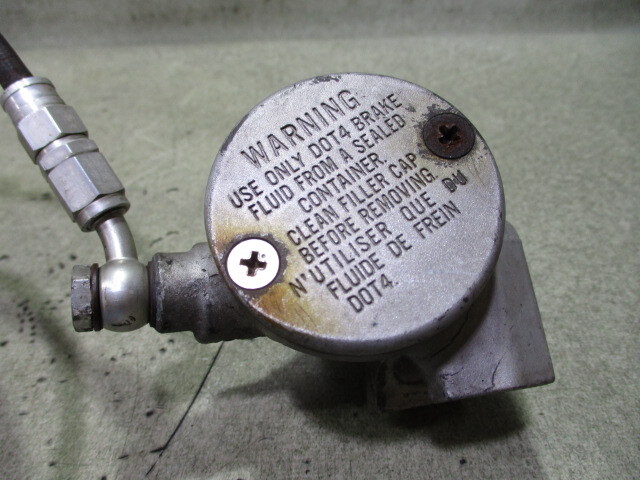 WARNING
USE ONLY DOT4 BRAKE
FLUID FROM A SEALED
CONTAINER.
CLEAN FILLER CAP
BEFORE REMOVING.
N'UTILISER QUE DU
FLUIDE DE FREIN
DOT4.